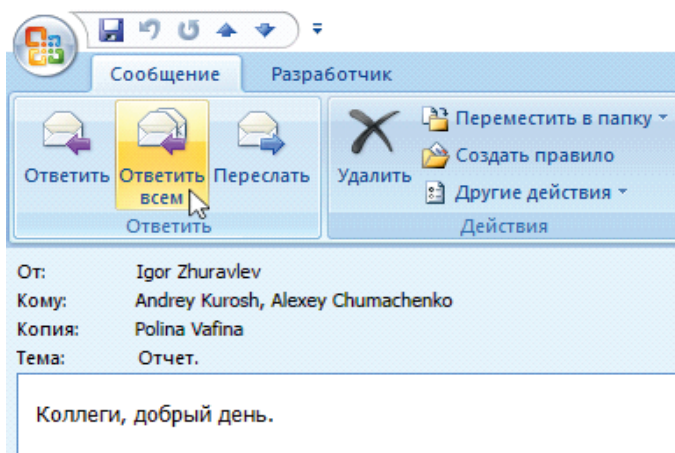 Сообщение Разработчик
Ответить Ответить всем Переслать Удалить
Переместить в папку
Создать правило
Другие действия
Ответить Действия
От: Igor Zhuravlev
Кому: Andrey Kurosh, Alexey Chumachenko
Копия: Polina Vafina
Тема: Отчет.
Коллеги, добрый день.